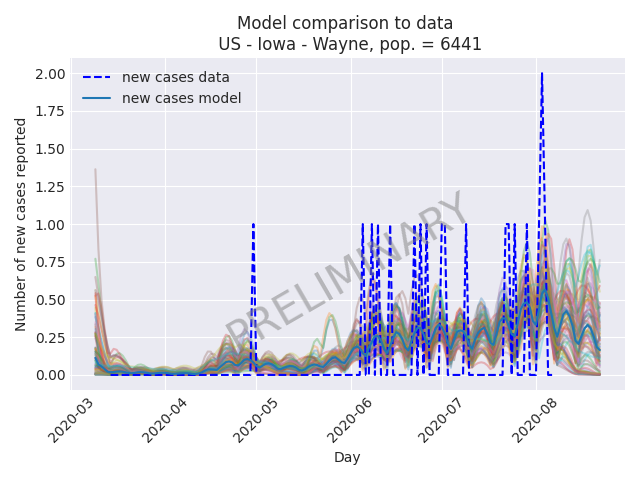 Model comparison to data
US - Iowa - Wayne, pop. = 6441
new cases data
new cases model
PRELIMINARY
Number of new cases reported
2.00
1.75
1.50
1.25
1.00
0.75
0.50
0.25
0.00
2020-03
2020-04
2020-05
2020-06
2020-07
2020-08
Day